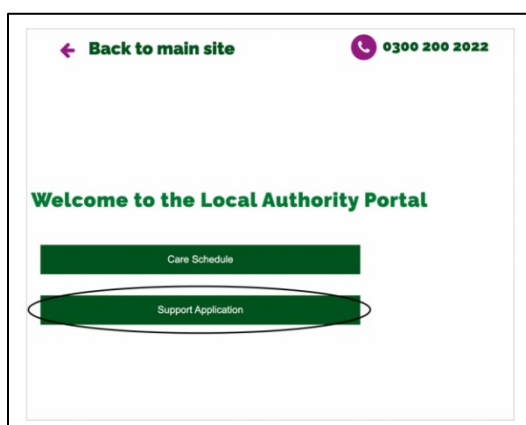 Back to main site
0300 200 2022
Welcome to the Local Authority Portal
Care Schedule
Support Application